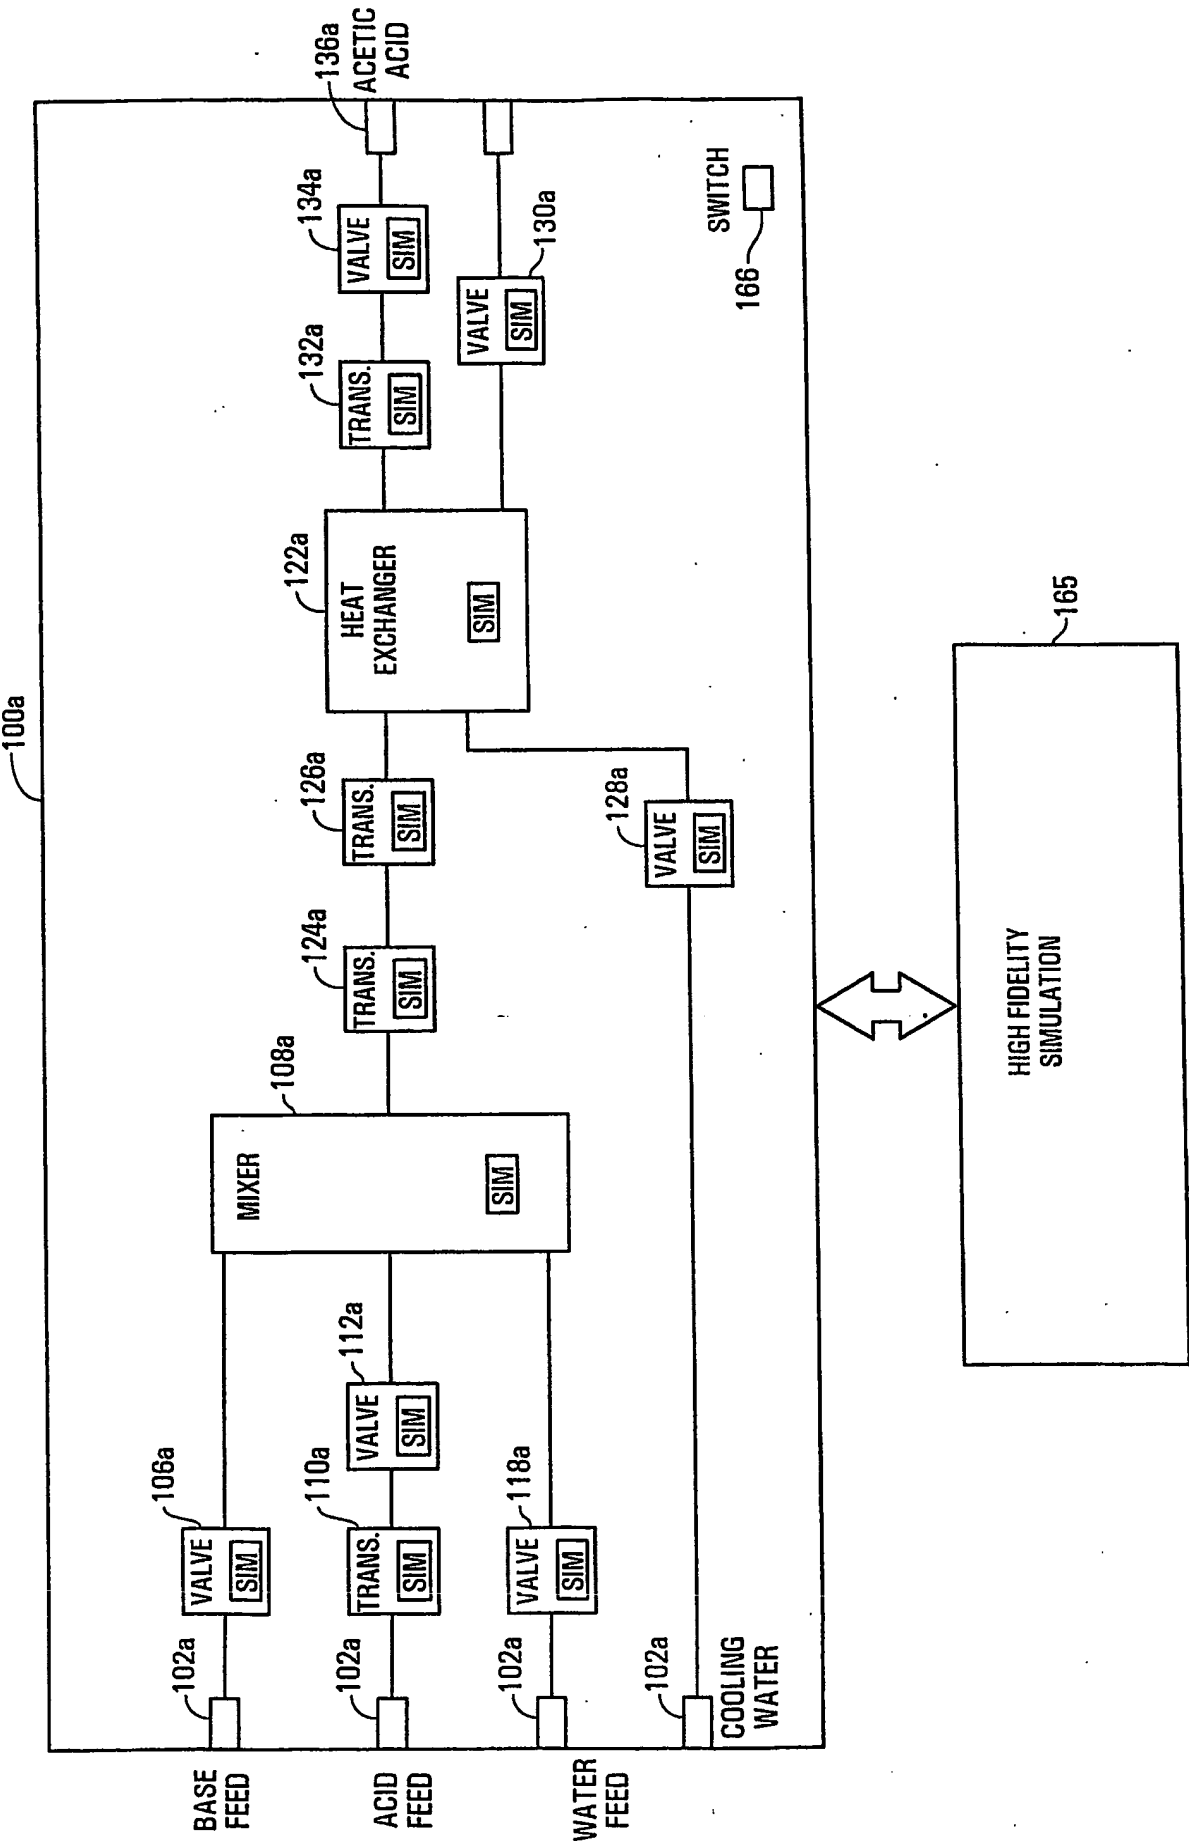 100a
136a
ACETIC
ACID
134a
VALVE
SIM
132a
TRANS.
SIM
VALVE
SIM
130a
SWITCH
166
122a
HEAT
EXCHANGER
SIM
126a
TRANS.
SIM
124a
TRANS.
SIM
128a
VALVE
SIM
108a
MIXER
SIM
106a
VALVE
SIM
112a
VALVE
SIM
110a
TRANS.
SIM
118a
VALVE
SIM
102a
BASE
FEED
102a
ACID
FEED
102a
WATER
FEED
102a
COOLING
WATER
165
HIGH FIDELITY
SIMULATION